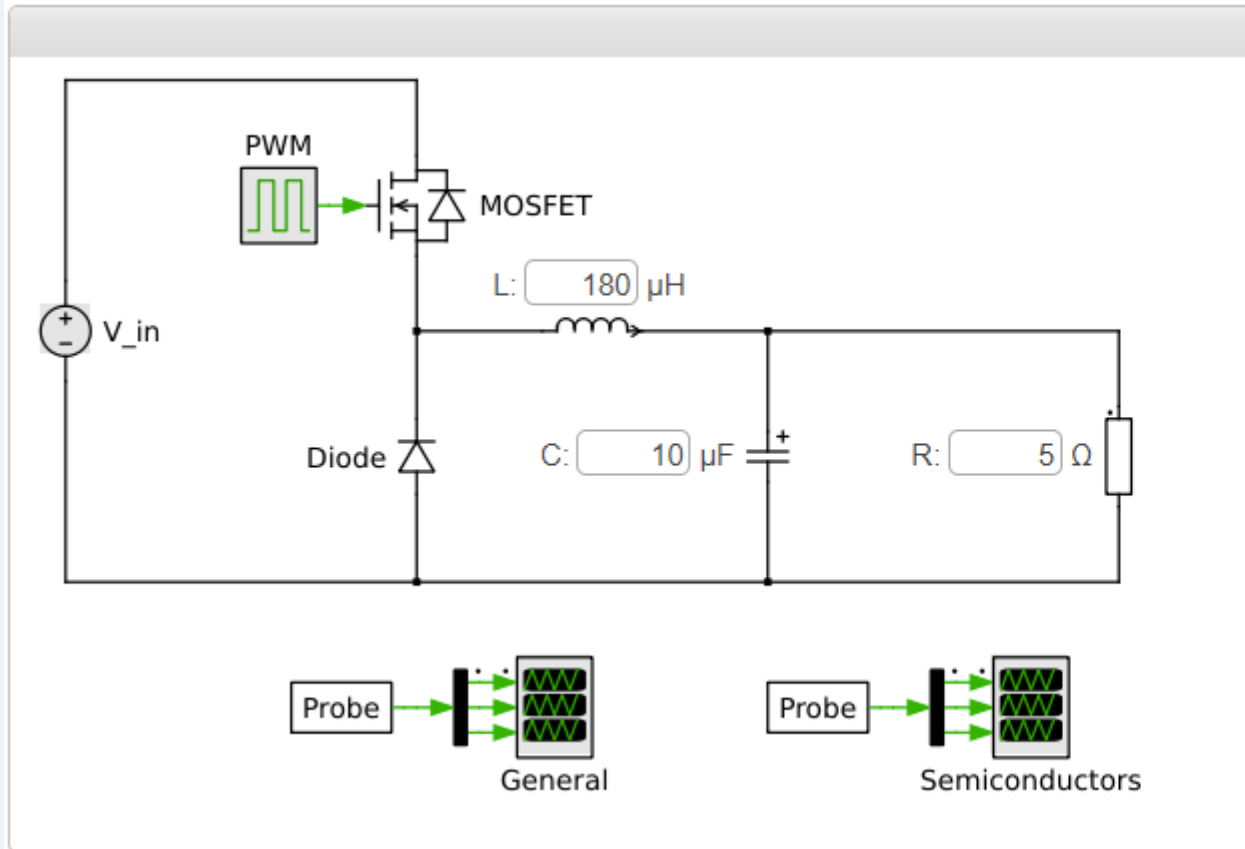 PWM
MOSFET
L: 180 µH
V_in
Diode
C: 10 µF
R: 5 Ω
Probe
Probe
General
Semiconductors